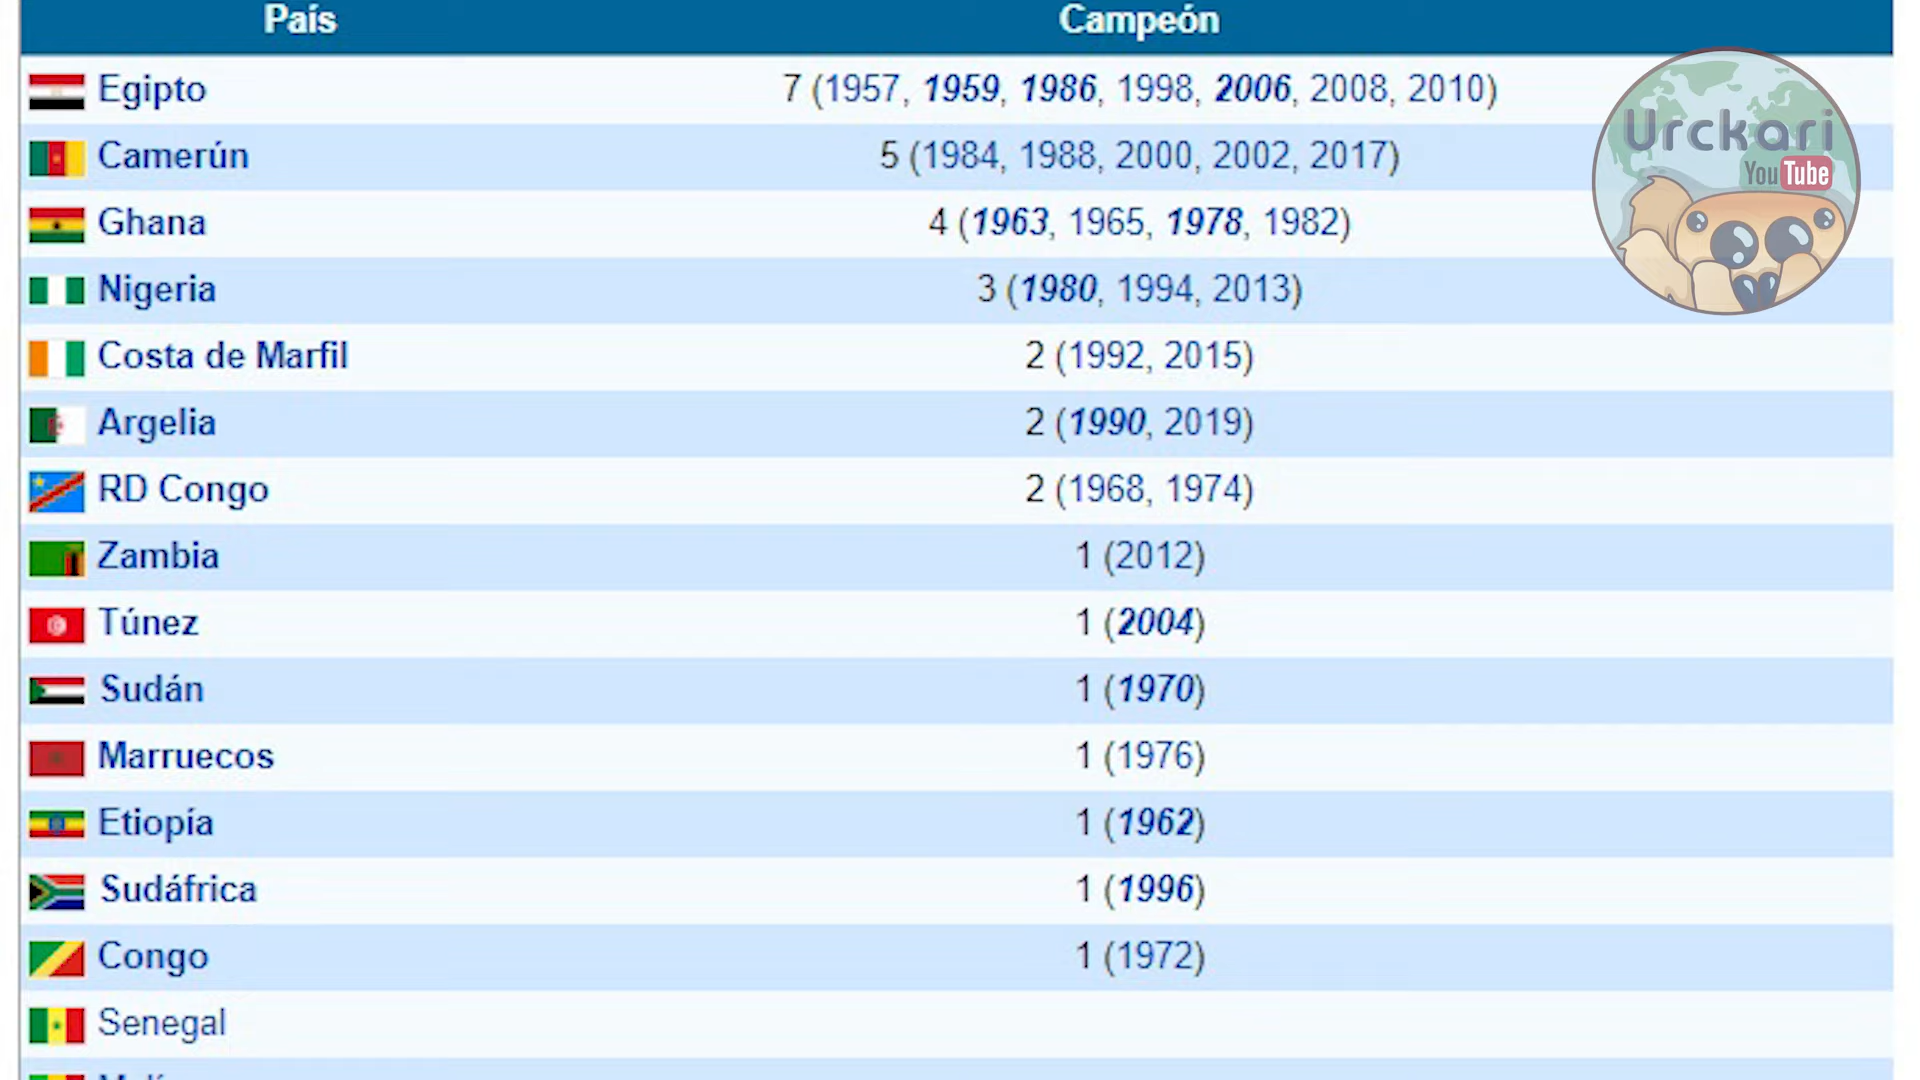 País Campeón
Egipto 7 (1957, 1959, 1986, 1998, 2006, 2008, 2010)
Camerún 5 (1984, 1988, 2000, 2002, 2017)
Ghana 4 (1963, 1965, 1978, 1982)
Nigeria 3 (1980, 1994, 2013)
Costa de Marfil 2 (1992, 2015)
Argelia 2 (1990, 2019)
RD Congo 2 (1968, 1974)
Zambia 1 (2012)
Túnez 1 (2004)
Sudán 1 (1970)
Marruecos 1 (1976)
Etiopía 1 (1962)
Sudáfrica 1 (1996)
Congo 1 (1972)
Senegal
Urckari
YouTube